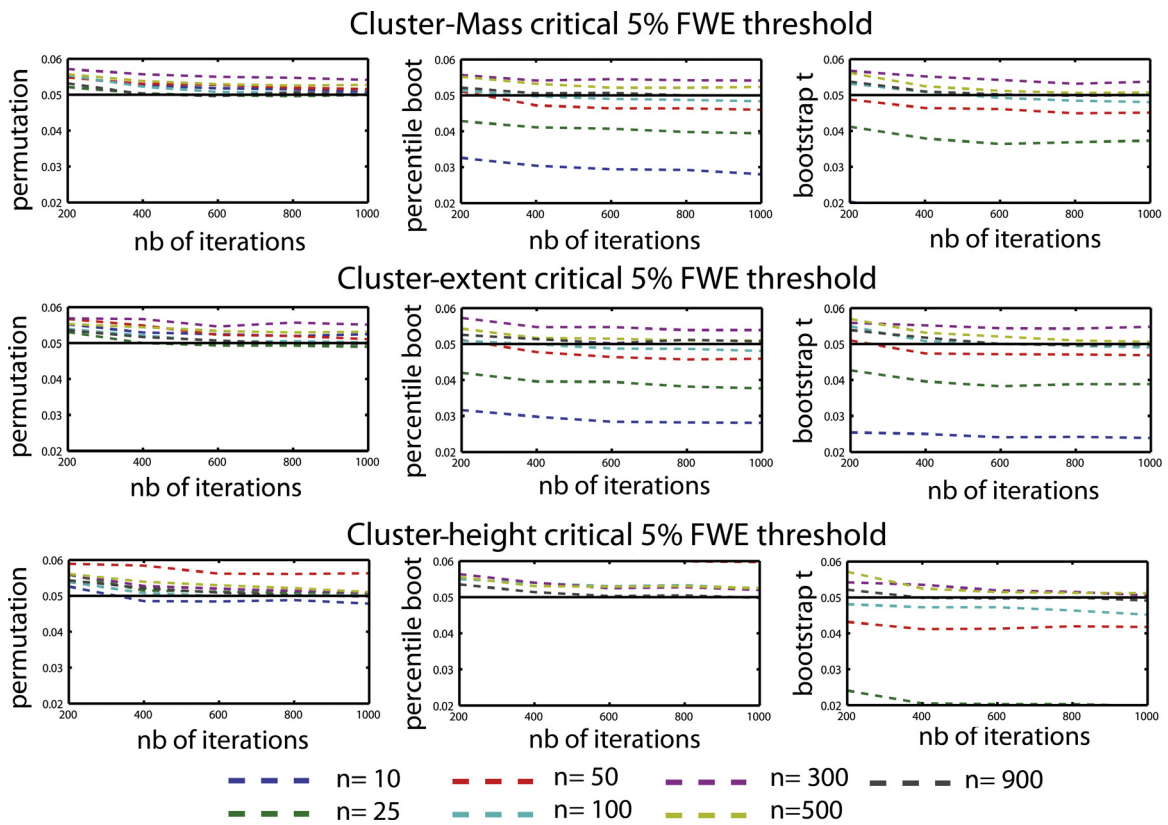 Cluster-Mass critical 5% FWE threshold
permutation
0.06
0.05
0.04
0.03
0.02
200 400 600 800 1000
nb of iterations
percentile boot
0.06
0.05
0.04
0.03
0.02
200 400 600 800 1000
nb of iterations
bootstrap t
0.06
0.05
0.04
0.03
0.02
200 400 600 800 1000
nb of iterations
Cluster-extent critical 5% FWE threshold
permutation
0.06
0.05
0.04
0.03
0.02
200 400 600 800 1000
nb of iterations
percentile boot
0.06
0.05
0.04
0.03
0.02
200 400 600 800 1000
nb of iterations
bootstrap t
0.06
0.05
0.04
0.03
0.02
200 400 600 800 1000
nb of iterations
Cluster-height critical 5% FWE threshold
permutation
0.06
0.05
0.04
0.03
0.02
200 400 600 800 1000
nb of iterations
percentile boot
0.06
0.05
0.04
0.03
0.02
200 400 600 800 1000
nb of iterations
bootstrap t
0.06
0.05
0.04
0.03
0.02
200 400 600 800 1000
nb of iterations
n= 10 n= 50 n= 300 n= 900
n= 25 n= 100 n=500